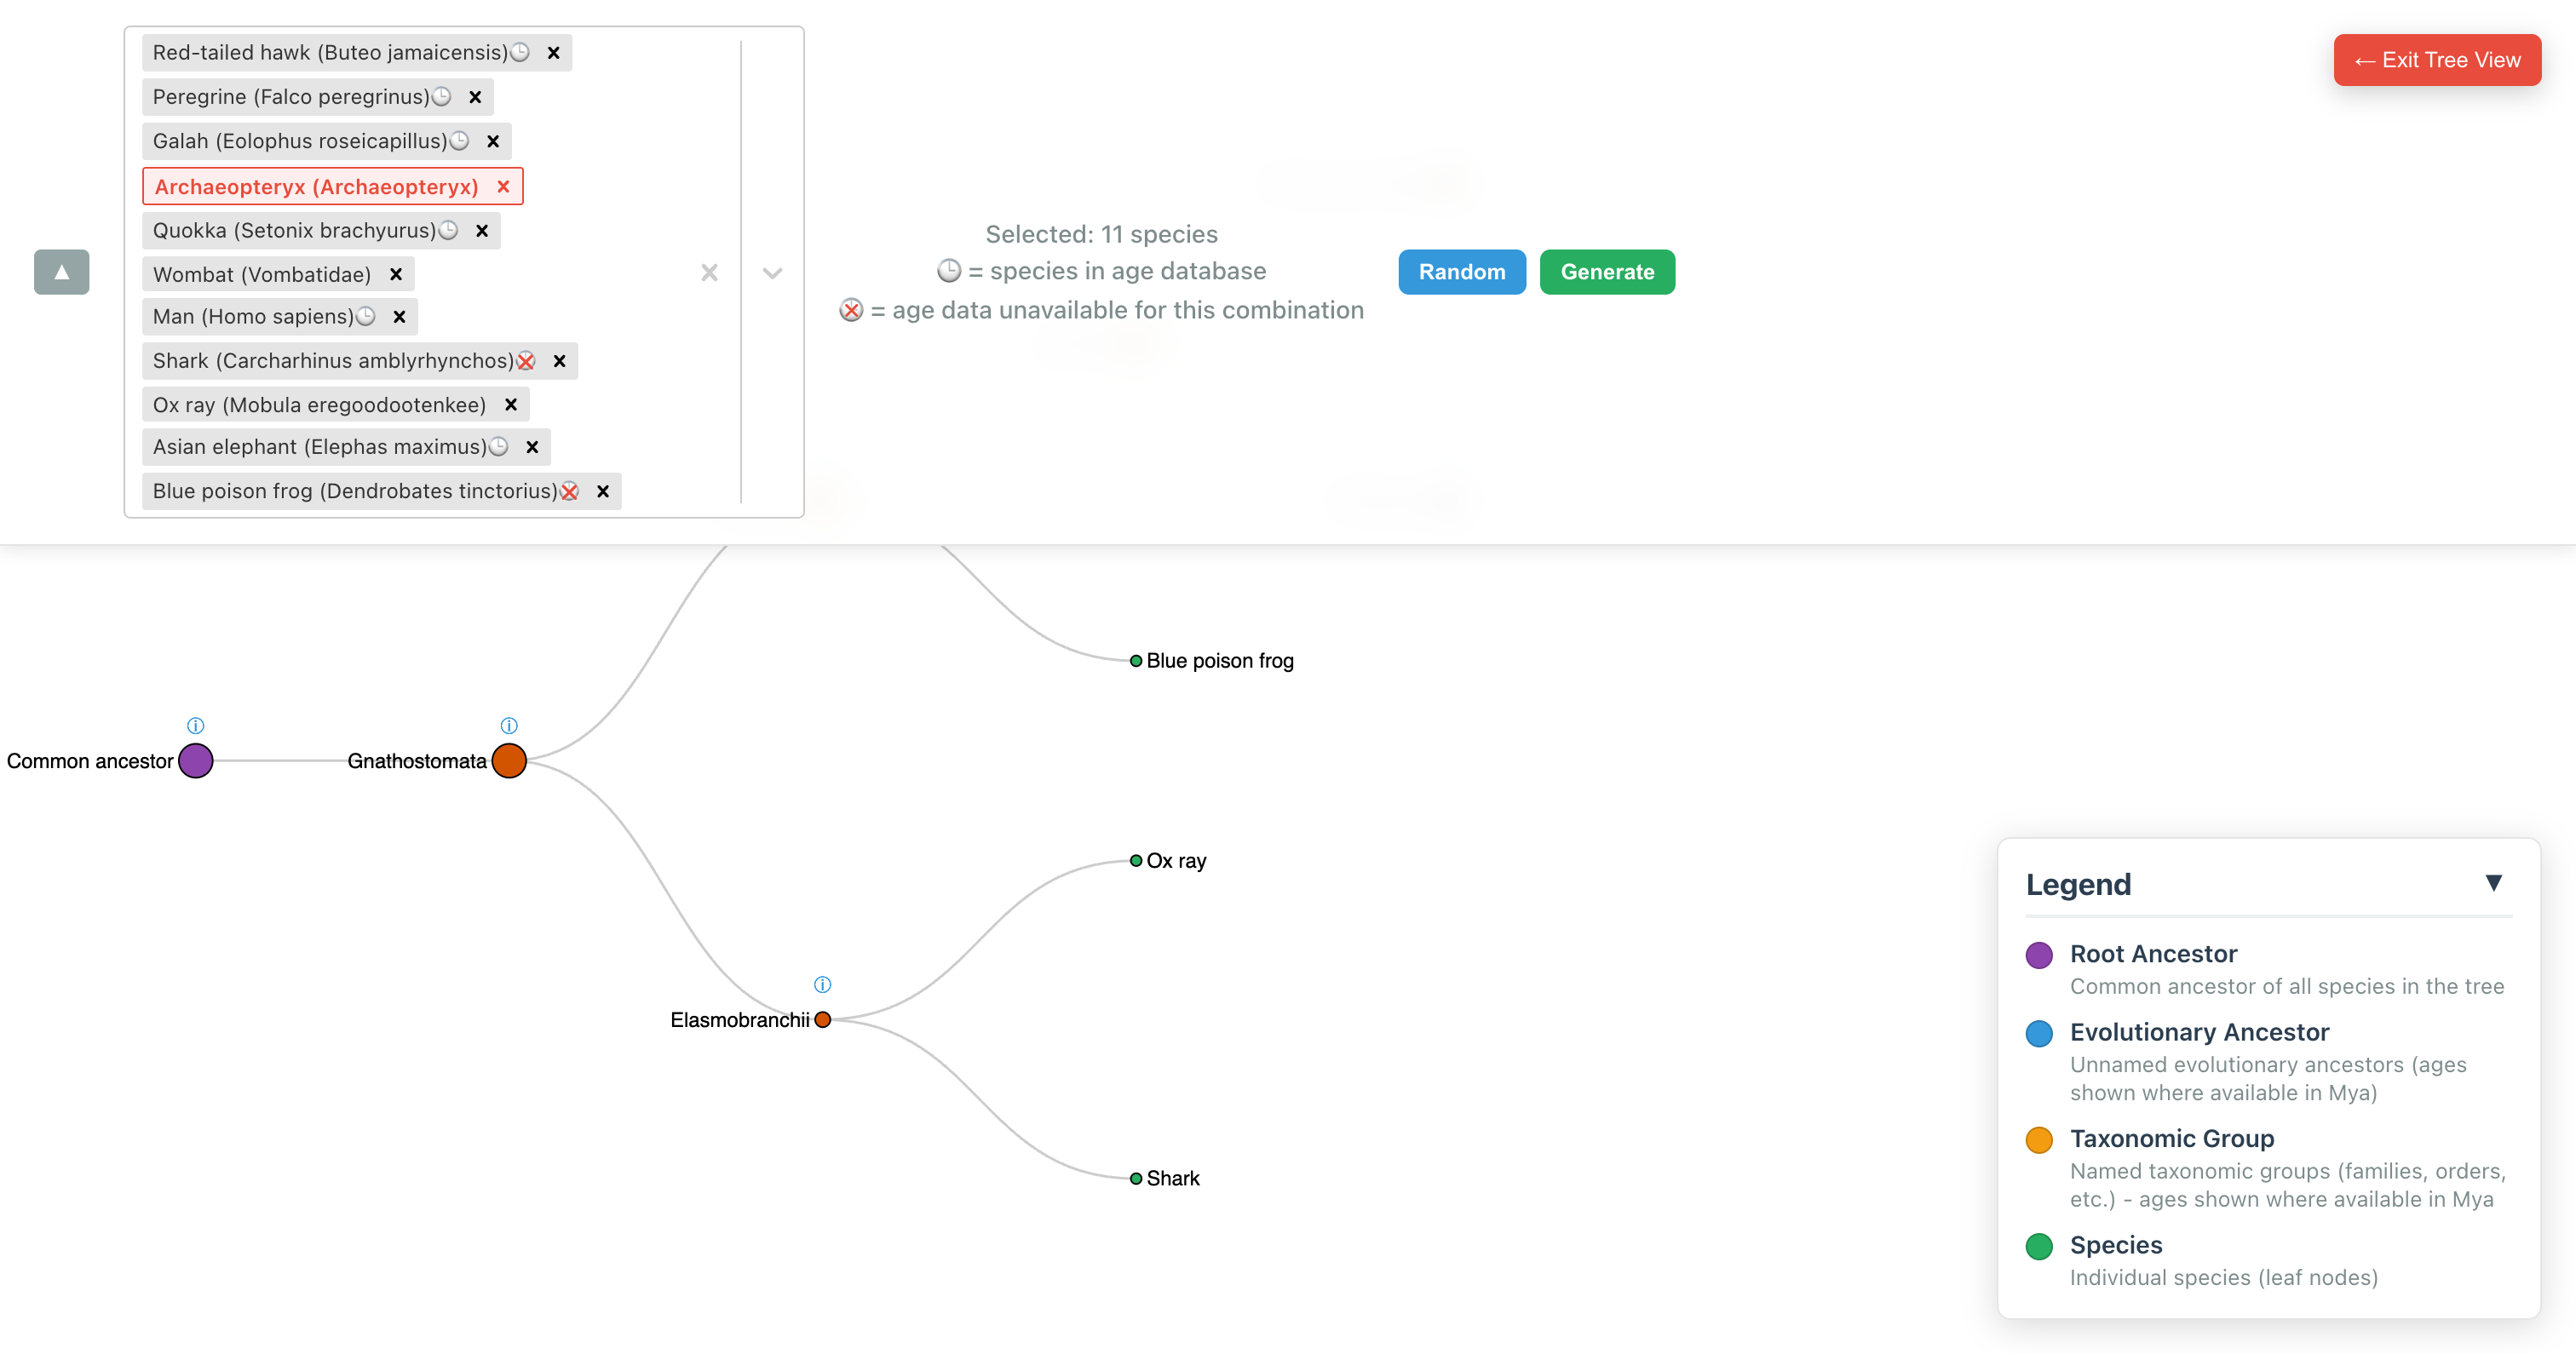 Red-tailed hawk (Buteo jamaicensis)
Peregrine (Falco peregrinus)
Galah (Eolophus roseicapillus)
Archaeopteryx (Archaeopteryx)
Quokka (Setonix brachyurus)
Wombat (Vombatidae)
Man (Homo sapiens)
Shark (Carcharhinus amblyrhynchos)
Ox ray (Mobula eregoodootenkee)
Asian elephant (Elephas maximus)
Blue poison frog (Dendrobates tinctorius)
Selected: 11 species
= species in age database
= age data unavailable for this combination
Random
Generate
← Exit Tree View
Blue poison frog
Common ancestor
Gnathostomata
Ox ray
Elasmobranchii
Shark
Legend
Root Ancestor
Common ancestor of all species in the tree
Evolutionary Ancestor
Unnamed evolutionary ancestors (ages
shown where available in Mya)
Taxonomic Group
Named taxonomic groups (families, orders,
etc.) - ages shown where available in Mya
Species
Individual species (leaf nodes)